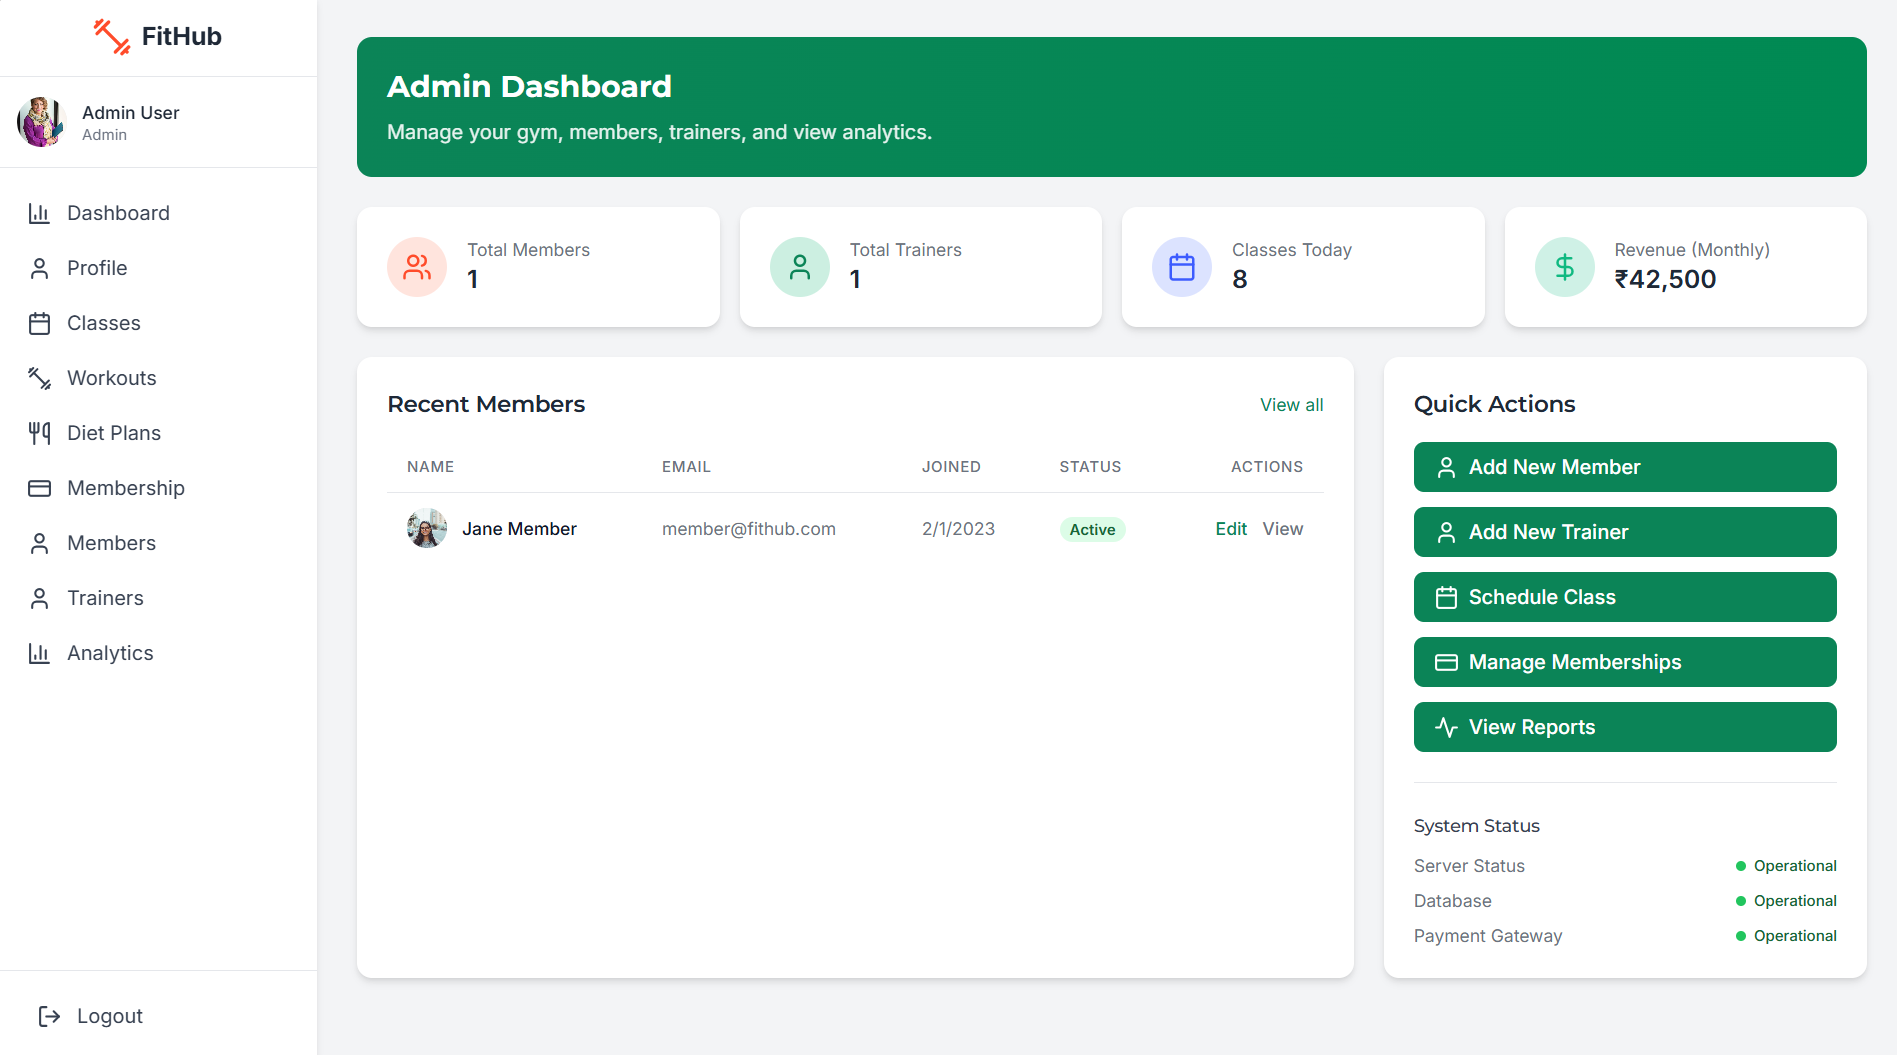 FitHub
Admin User
Admin
Dashboard
Profile
Classes
Workouts
Diet Plans
Membership
Members
Trainers
Analytics
Logout
Admin Dashboard
Manage your gym, members, trainers, and view analytics.
Total Members
1
Total Trainers
1
Classes Today
8
Revenue (Monthly)
₹42,500
Recent Members
View all
NAME EMAIL JOINED STATUS ACTIONS
Jane Member member@fithub.com 2/1/2023 Active Edit View
Quick Actions
Add New Member
Add New Trainer
Schedule Class
Manage Memberships
View Reports
System Status
Server Status Operational
Database Operational
Payment Gateway Operational